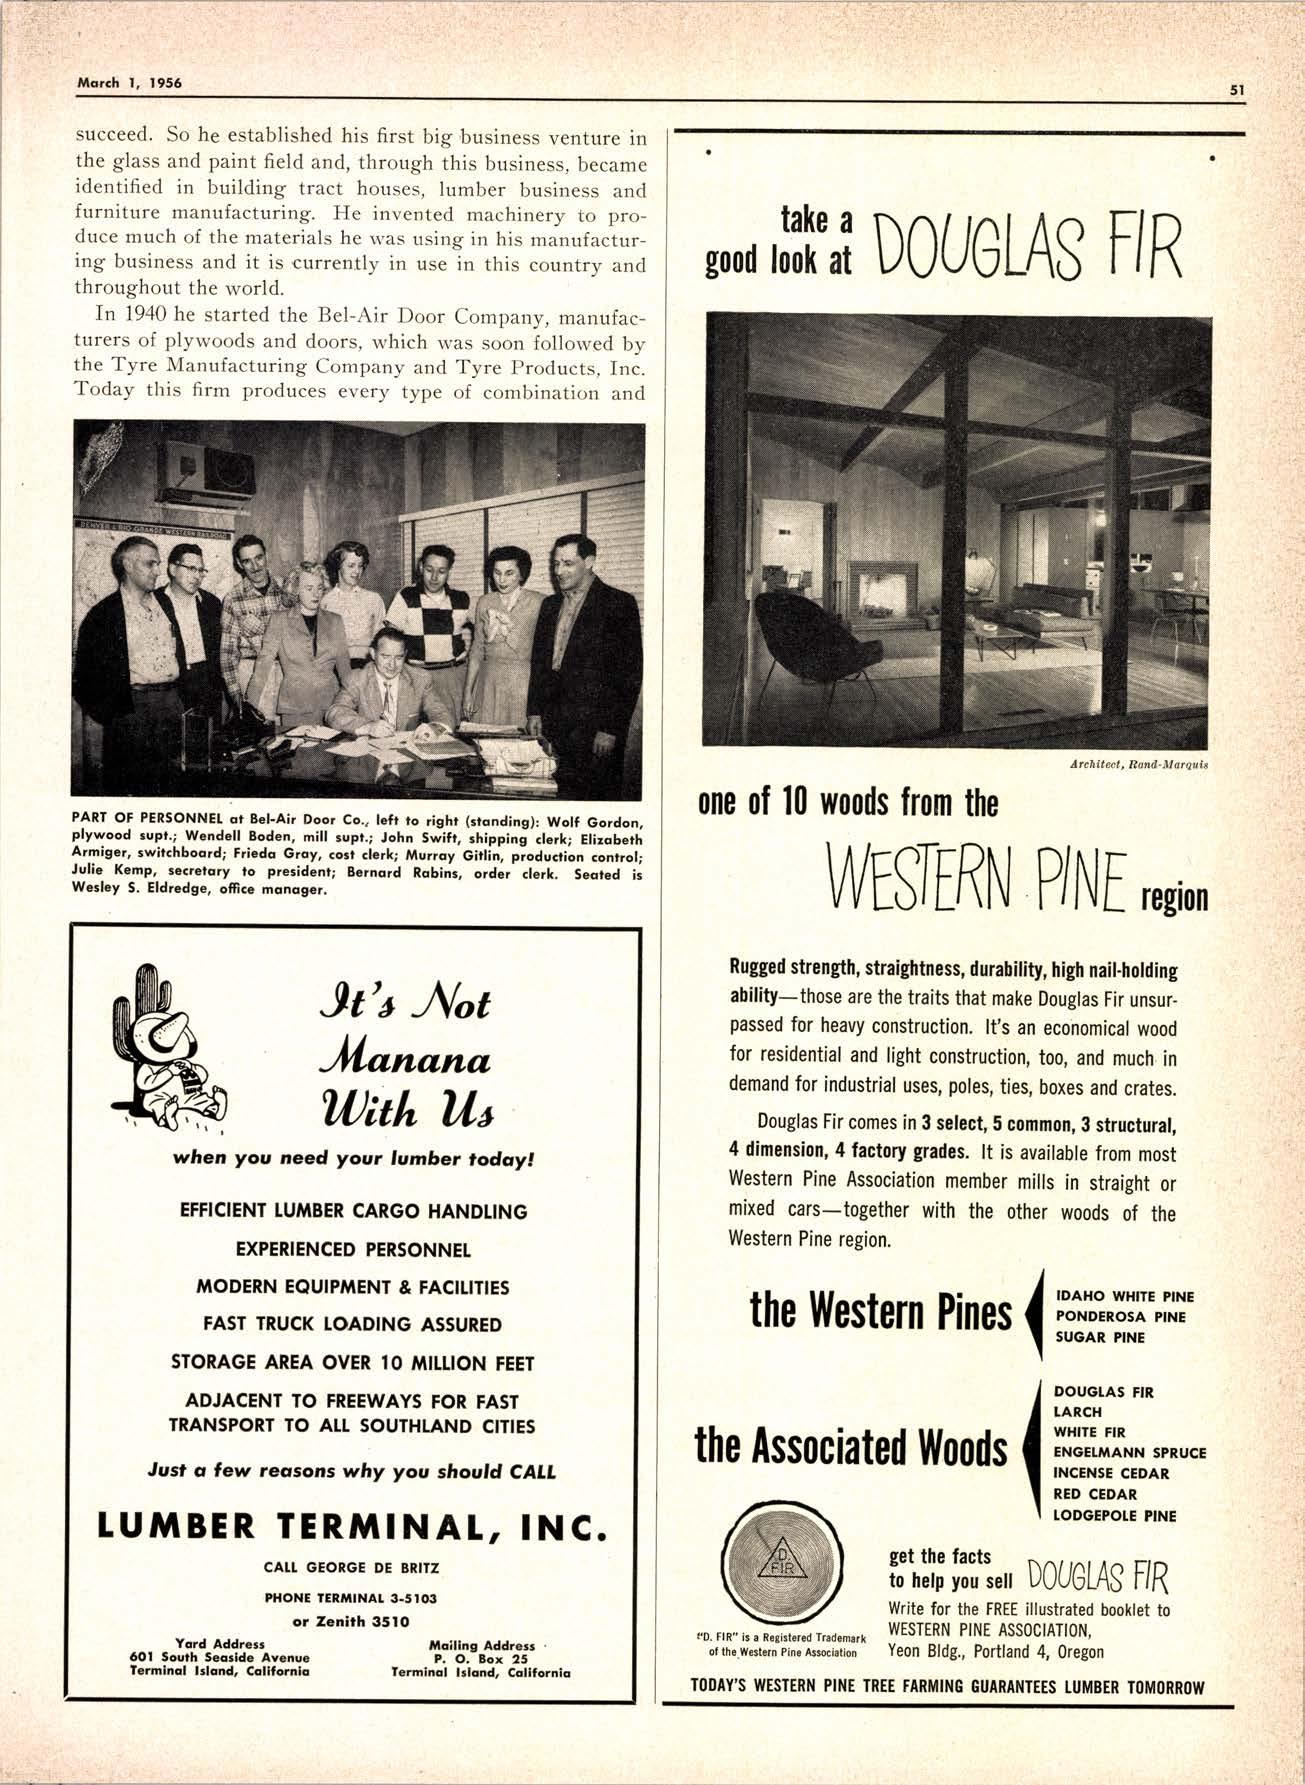 March 1, 1956
51
succeed. So he established his first big business venture in
the glass and paint field and, through this business, became
identified in building tract houses, lumber business and
furniture manufacturing. He invented machinery to pro-
duce much of the materials he was using in his manufactur-
ing business and it is currently in use in this country and
throughout the world.
In 1940 he started the Bel-Air Door Company, manufac-
turers of plywoods and doors, which was soon followed by
the Tyre Manufacturing Company and Tyre Products, Inc.
Today this firm produces every type of combination and
DENVER & RIO GRANDE WESTERN RAILROAD
PART OF PERSONNEL at Bel-Air Door Co., left to right (standing): Wolf Gordon,
plywood supt.; Wendell Boden, mill supt.; John Swift, shipping clerk; Elizabeth
Armiger, switchboard; Frieda Gray, cost clerk; Murray Gitlin, production control;
Julie Kemp, secretary to president; Bernard Rabins, order clerk. Seated is
Wesley S. Eldredge, office manager.
It's Not
Manana
With Us
when you need your lumber today!
EFFICIENT LUMBER CARGO HANDLING
EXPERIENCED PERSONNEL
MODERN EQUIPMENT & FACILITIES
FAST TRUCK LOADING ASSURED
STORAGE AREA OVER 10 MILLION FEET
ADJACENT TO FREEWAYS FOR FAST
TRANSPORT TO ALL SOUTHLAND CITIES
Just a few reasons why you should CALL
LUMBER TERMINAL, INC.
CALL GEORGE DE BRITZ
PHONE TERMINAL 3-5103
or Zenith 3510
Yard Address
601 South Seaside Avenue
Terminal Island, California
Mailing Address
P. O. Box 25
Terminal Island, California
take a
good look at DOUGLAS FIR
Architect, Rand-Marquis
one of 10 woods from the
WESTERN PINE region
Rugged strength, straightness, durability, high nail-holding
ability—those are the traits that make Douglas Fir unsur-
passed for heavy construction. It's an economical wood
for residential and light construction, too, and much in
demand for industrial uses, poles, ties, boxes and crates.
Douglas Fir comes in 3 select, 5 common, 3 structural,
4 dimension, 4 factory grades. It is available from most
Western Pine Association member mills in straight or
mixed cars—together with the other woods of the
Western Pine region.
the Western Pines
IDAHO WHITE PINE
PONDEROSA PINE
SUGAR PINE
the Associated Woods
DOUGLAS FIR
LARCH
WHITE FIR
ENGELMANN SPRUCE
INCENSE CEDAR
RED CEDAR
LODGEPOLE PINE
D.
FIR
"D. FIR" is a Registered Trademark
of the Western Pine Association
get the facts
to help you sell DOUGLAS FIR
Write for the FREE illustrated booklet to
WESTERN PINE ASSOCIATION,
Yeon Bldg., Portland 4, Oregon
TODAY'S WESTERN PINE TREE FARMING GUARANTEES LUMBER TOMORROW